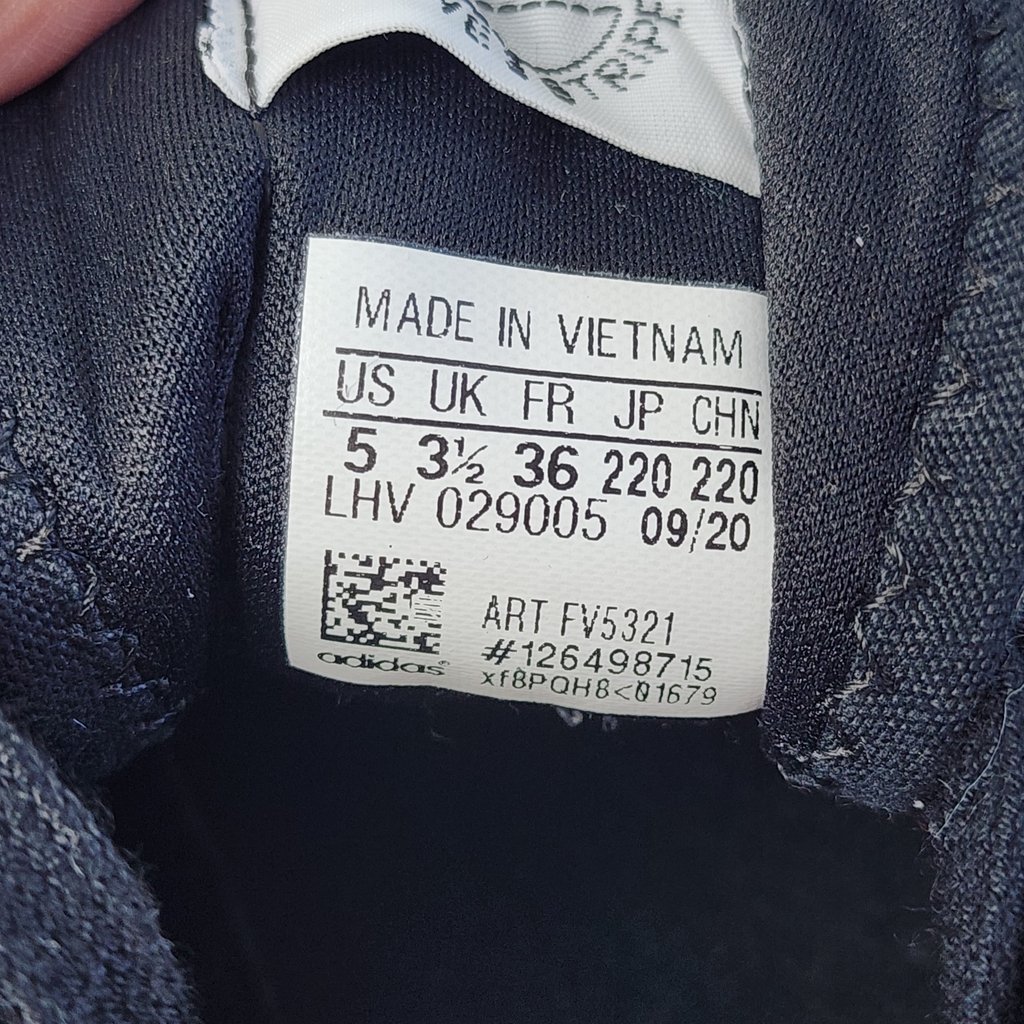 MADE IN VIETNAM
US UK FR JP CHN
5 3½ 36 220 220
LHV 029005 09/20
ART FV5321
#126498715
adidas®
xf8PQH8<01679